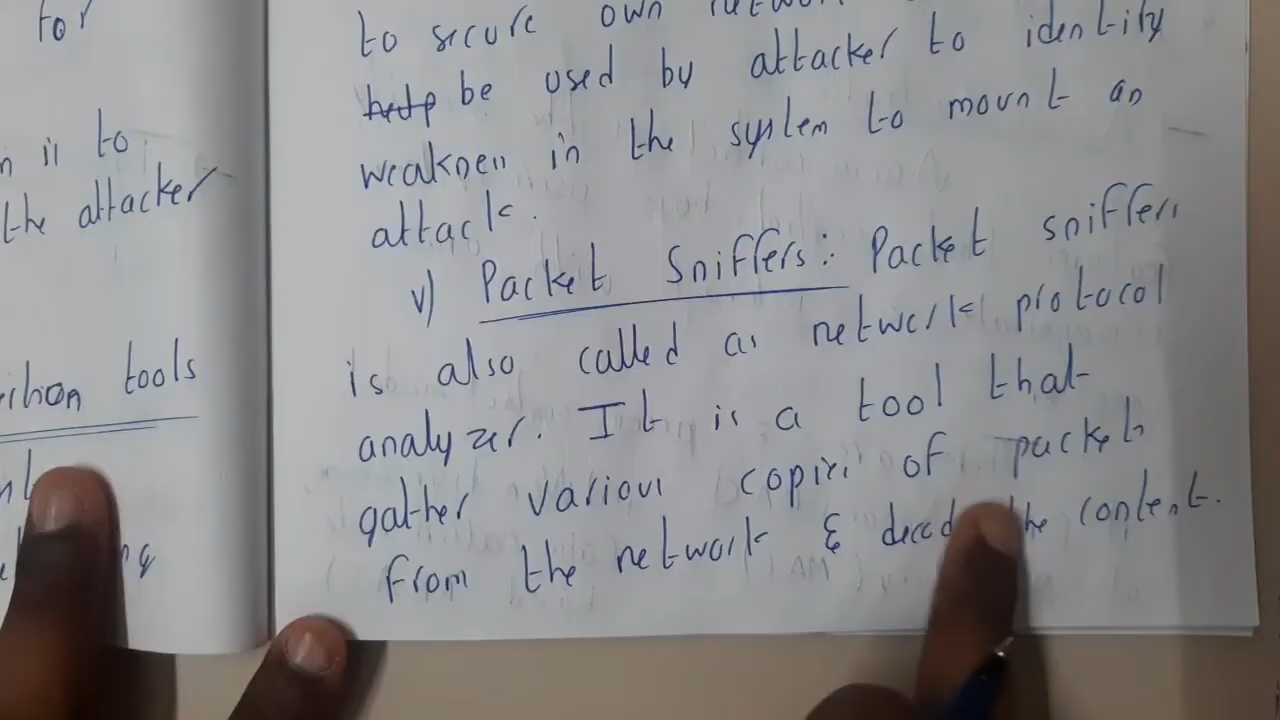 for
n is to
the attacker
tools
to secure own
help be used by attacker to identify
weakness in the system to mount an
attack.
v) Packet Sniffers: Packet sniffers
is also called as network protocol
analyzer. It is a tool that
gather various copies of packets
from the network & decode the content.